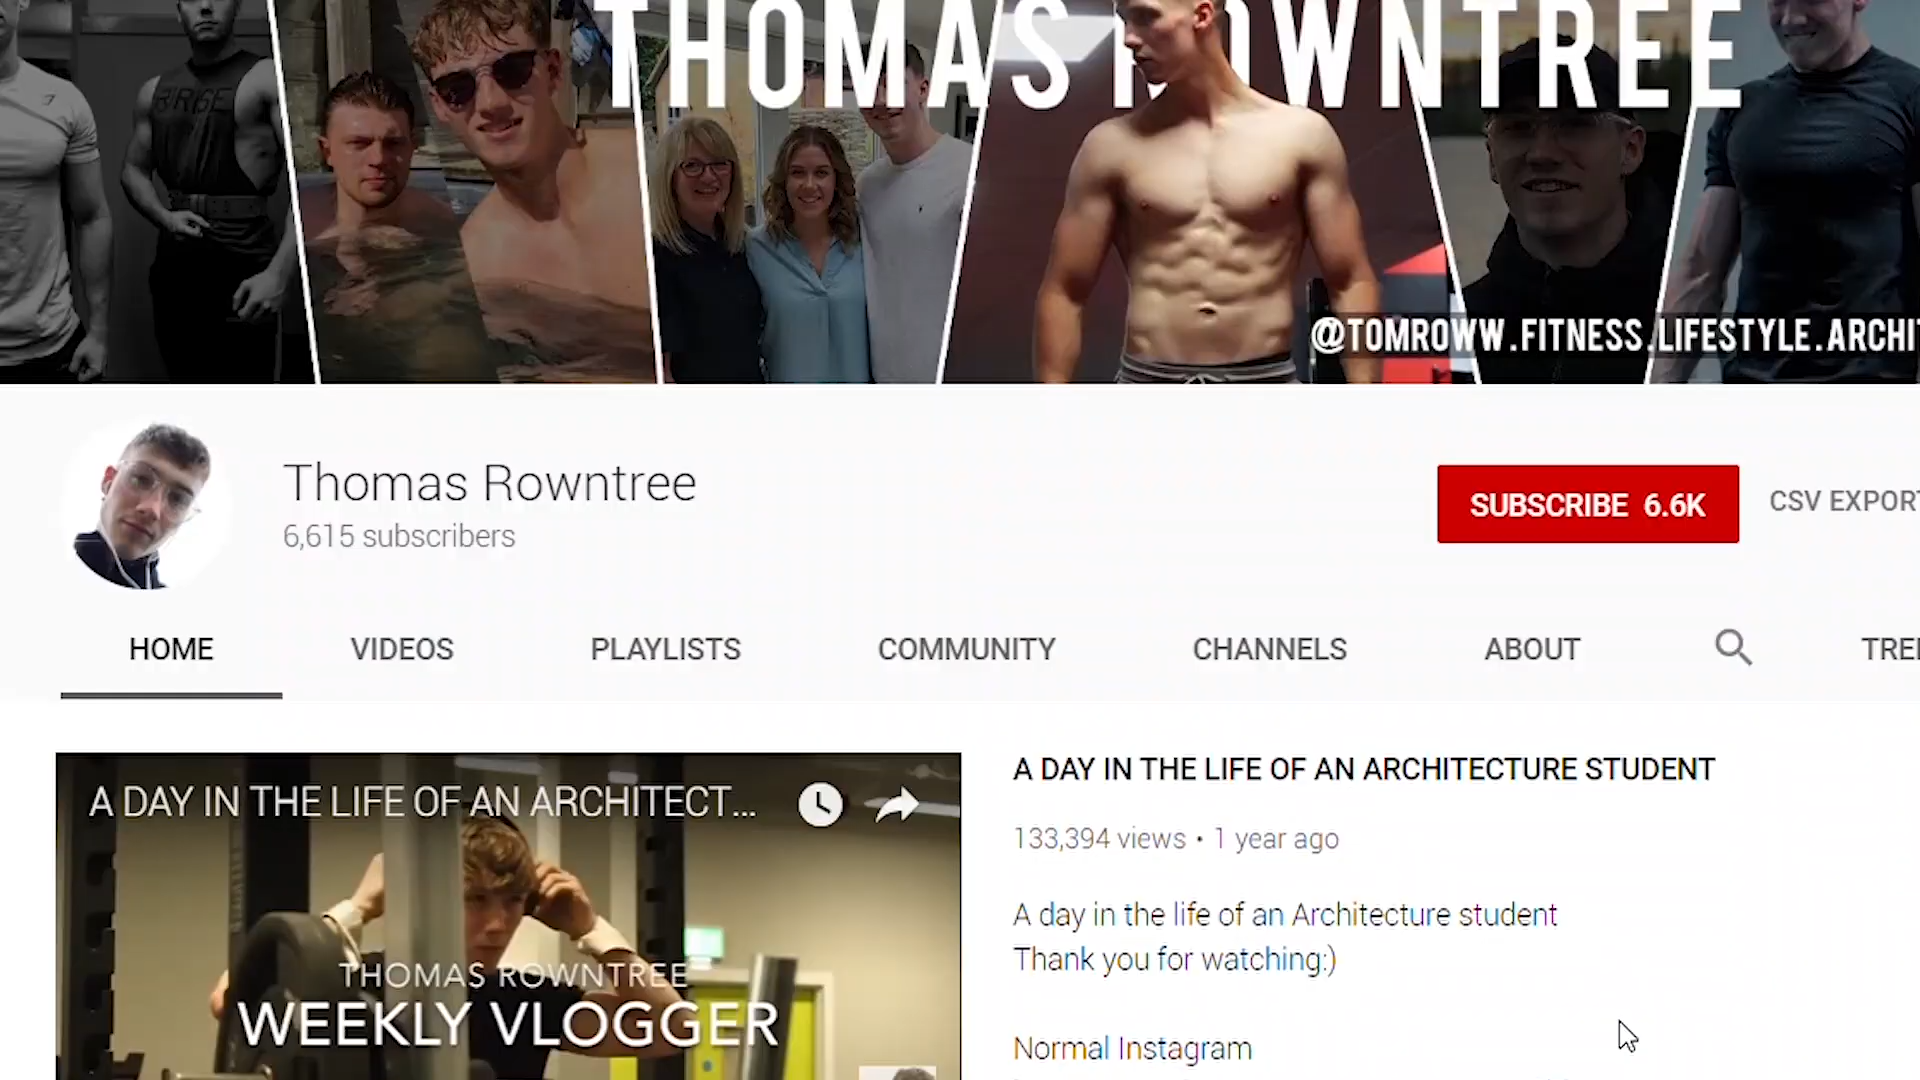 THOMAS ROWNTREE
@TOMROWW.FITNESS.LIFESTYLE.ARCHI
Thomas Rowntree
6,615 subscribers
SUBSCRIBE 6.6K
CSV EXPORT
HOME
VIDEOS
PLAYLISTS
COMMUNITY
CHANNELS
ABOUT
TREN
A DAY IN THE LIFE OF AN ARCHITECT...
THOMAS ROWNTREE
WEEKLY VLOGGER
A DAY IN THE LIFE OF AN ARCHITECTURE STUDENT
133,394 views • 1 year ago
A day in the life of an Architecture student
Thank you for watching:)
Normal Instagram